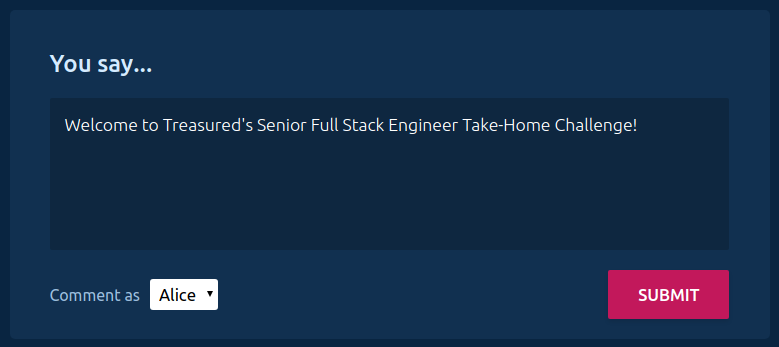 You say...
Welcome to Treasured's Senior Full Stack Engineer Take-Home Challenge!
Comment as Alice SUBMIT